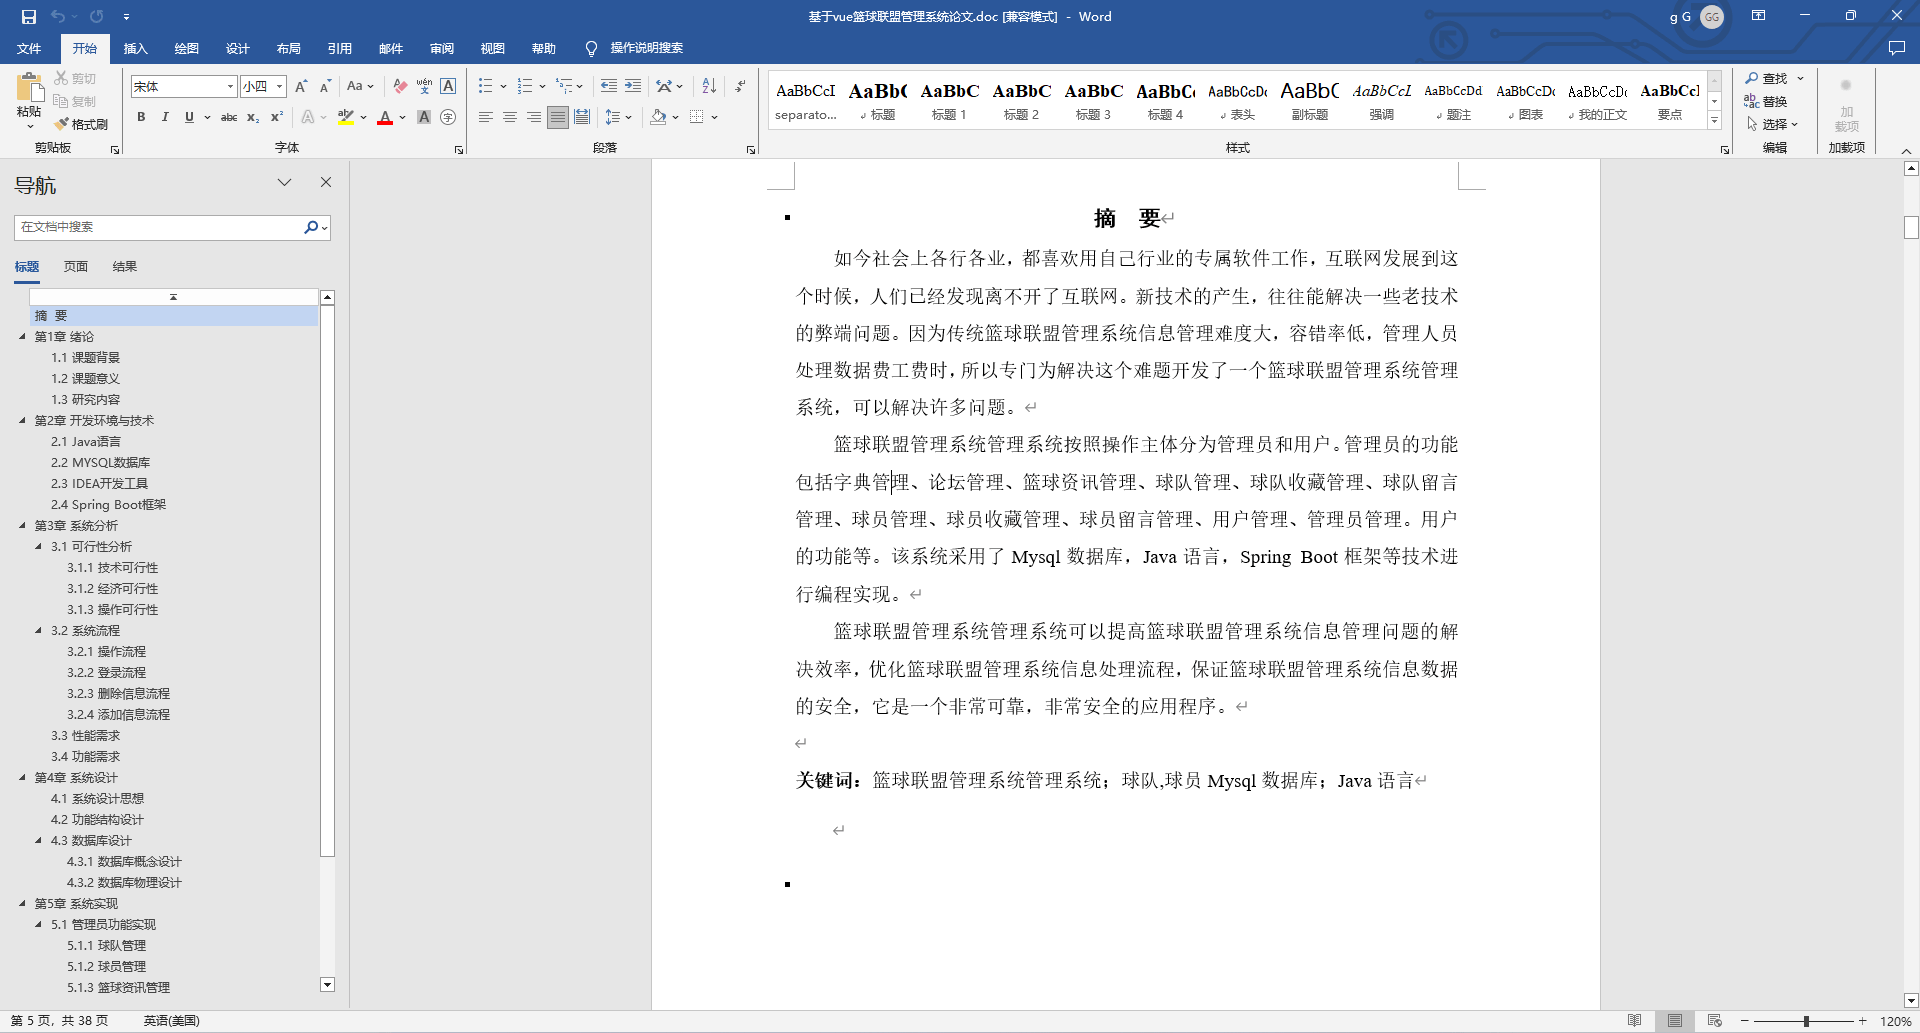 基于vue篮球联盟管理系统论文.doc [兼容模式] - Word
g G GG
文件 开始 插入 绘图 设计 布局 引用 邮件 审阅 视图 帮助 操作说明搜索
粘贴 剪切 复制 格式刷
宋体 小四
AaBbCcI AaBb( AaBbC AaBbC AaBbC AaBbC( AaBbCcDc AaBbC AaBbCcL AaBbCcDd AaBbCcDc AaBbCcDc AaBbCcl
separato... 标题 标题 1 标题 2 标题 3 标题 4 表头 副标题 强调 题注 图表 我的正文 要点
查找 替换 选择 加载项
剪贴板 字体 段落 样式 编辑 加载项
导航
在文档中搜索
标题 页面 结果
摘 要
第1章 绪论
1.1 课题背景
1.2 课题意义
1.3 研究内容
第2章 开发环境与技术
2.1 Java语言
2.2 MYSQL数据库
2.3 IDEA开发工具
2.4 Spring Boot框架
第3章 系统分析
3.1 可行性分析
3.1.1 技术可行性
3.1.2 经济可行性
3.1.3 操作可行性
3.2 系统流程
3.2.1 操作流程
3.2.2 登录流程
3.2.3 删除信息流程
3.2.4 添加信息流程
3.3 性能需求
3.4 功能需求
第4章 系统设计
4.1 系统设计思想
4.2 功能结构设计
4.3 数据库设计
4.3.1 数据库概念设计
4.3.2 数据库物理设计
第5章 系统实现
5.1 管理员功能实现
5.1.1 球队管理
5.1.2 球员管理
5.1.3 篮球资讯管理
摘 要
如今社会上各行各业，都喜欢用自己行业的专属软件工作，互联网发展到这
个时候，人们已经发现离不开了互联网。新技术的产生，往往能解决一些老技术
的弊端问题。因为传统篮球联盟管理系统信息管理难度大，容错率低，管理人员
处理数据费工费时，所以专门为解决这个难题开发了一个篮球联盟管理系统管理
系统，可以解决许多问题。
篮球联盟管理系统管理系统按照操作主体分为管理员和用户。管理员的功能
包括字典管理、论坛管理、篮球资讯管理、球队管理、球队收藏管理、球队留言
管理、球员管理、球员收藏管理、球员留言管理、用户管理、管理员管理。用户
的功能等。该系统采用了 Mysql 数据库，Java 语言，Spring Boot 框架等技术进
行编程实现。
篮球联盟管理系统管理系统可以提高篮球联盟管理系统信息管理问题的解
决效率，优化篮球联盟管理系统信息处理流程，保证篮球联盟管理系统信息数据
的安全，它是一个非常可靠，非常安全的应用程序。
关键词：篮球联盟管理系统管理系统；球队,球员 Mysql 数据库；Java 语言
第 5 页，共 38 页 英语(美国) 120%